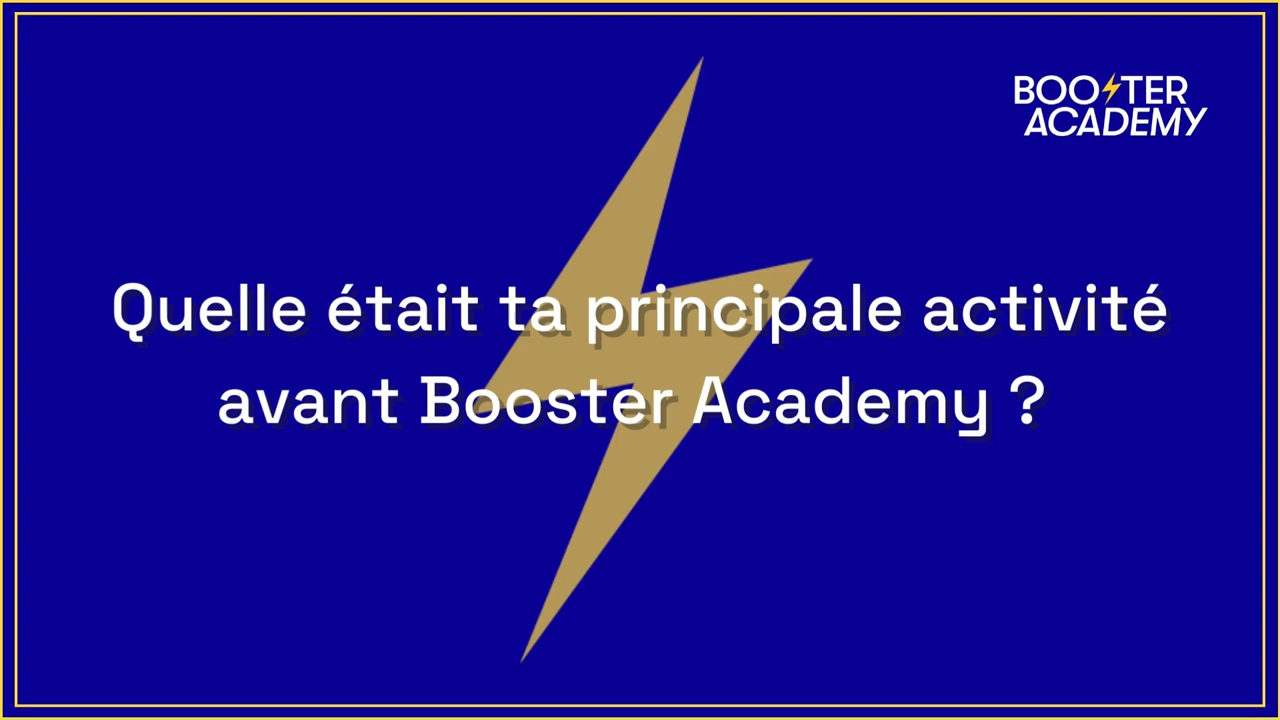 BOOSTER
ACADEMY
Quelle était ta principale activité
avant Booster Academy ?